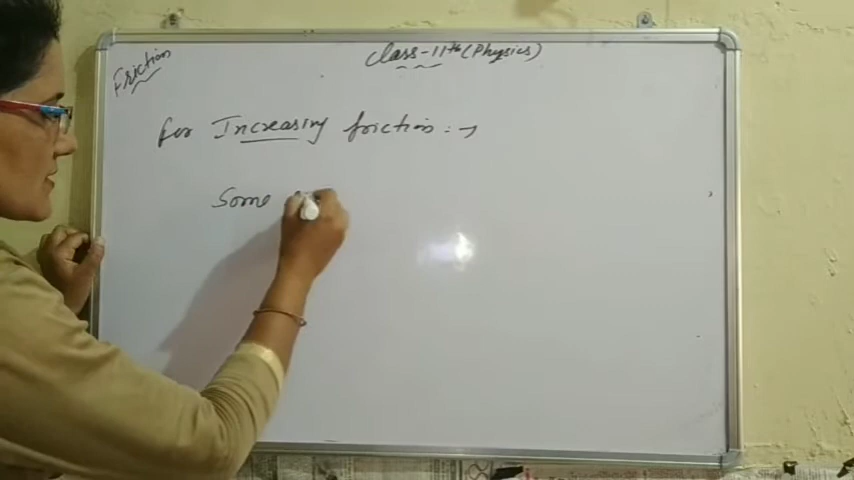 Friction
Class-11th (Physics)
For Increasing friction :→
Some